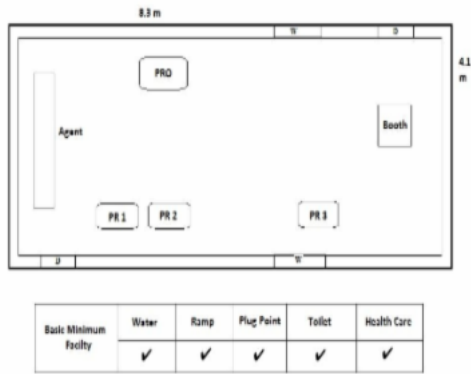 8.3 m
W
D
4.1
m
PRO
Agent
Booth
PR 1
PR 2
PR 3
D
W
Basic Minimum
Facilty
Water
Ramp
Plug Point
Toilet
Health Care
✓ ✓ ✓ ✓ ✓